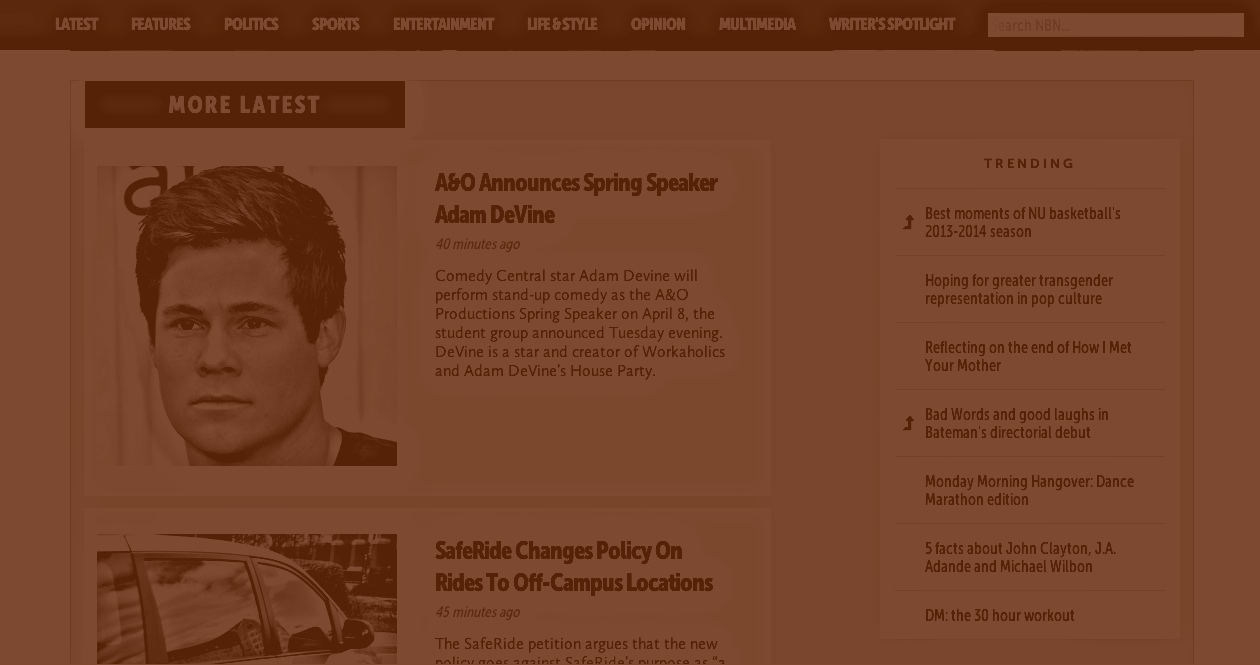 LATEST FEATURES POLITICS SPORTS ENTERTAINMENT LIFE & STYLE OPINION MULTIMEDIA WRITER'S SPOTLIGHT earch NBN...
MORE LATEST
A&O Announces Spring Speaker
Adam DeVine
40 minutes ago
Comedy Central star Adam Devine will
perform stand-up comedy as the A&O
Productions Spring Speaker on April 8, the
student group announced Tuesday evening.
DeVine is a star and creator of Workaholics
and Adam DeVine's House Party.
SafeRide Changes Policy On
Rides To Off-Campus Locations
45 minutes ago
The SafeRide petition argues that the new
policy goes against SafeRide's purpose as "a
TRENDING
Best moments of NU basketball's
2013-2014 season
Hoping for greater transgender
representation in pop culture
Reflecting on the end of How I Met
Your Mother
Bad Words and good laughs in
Bateman's directorial debut
Monday Morning Hangover: Dance
Marathon edition
5 facts about John Clayton, J.A.
Adande and Michael Wilbon
DM: the 30 hour workout